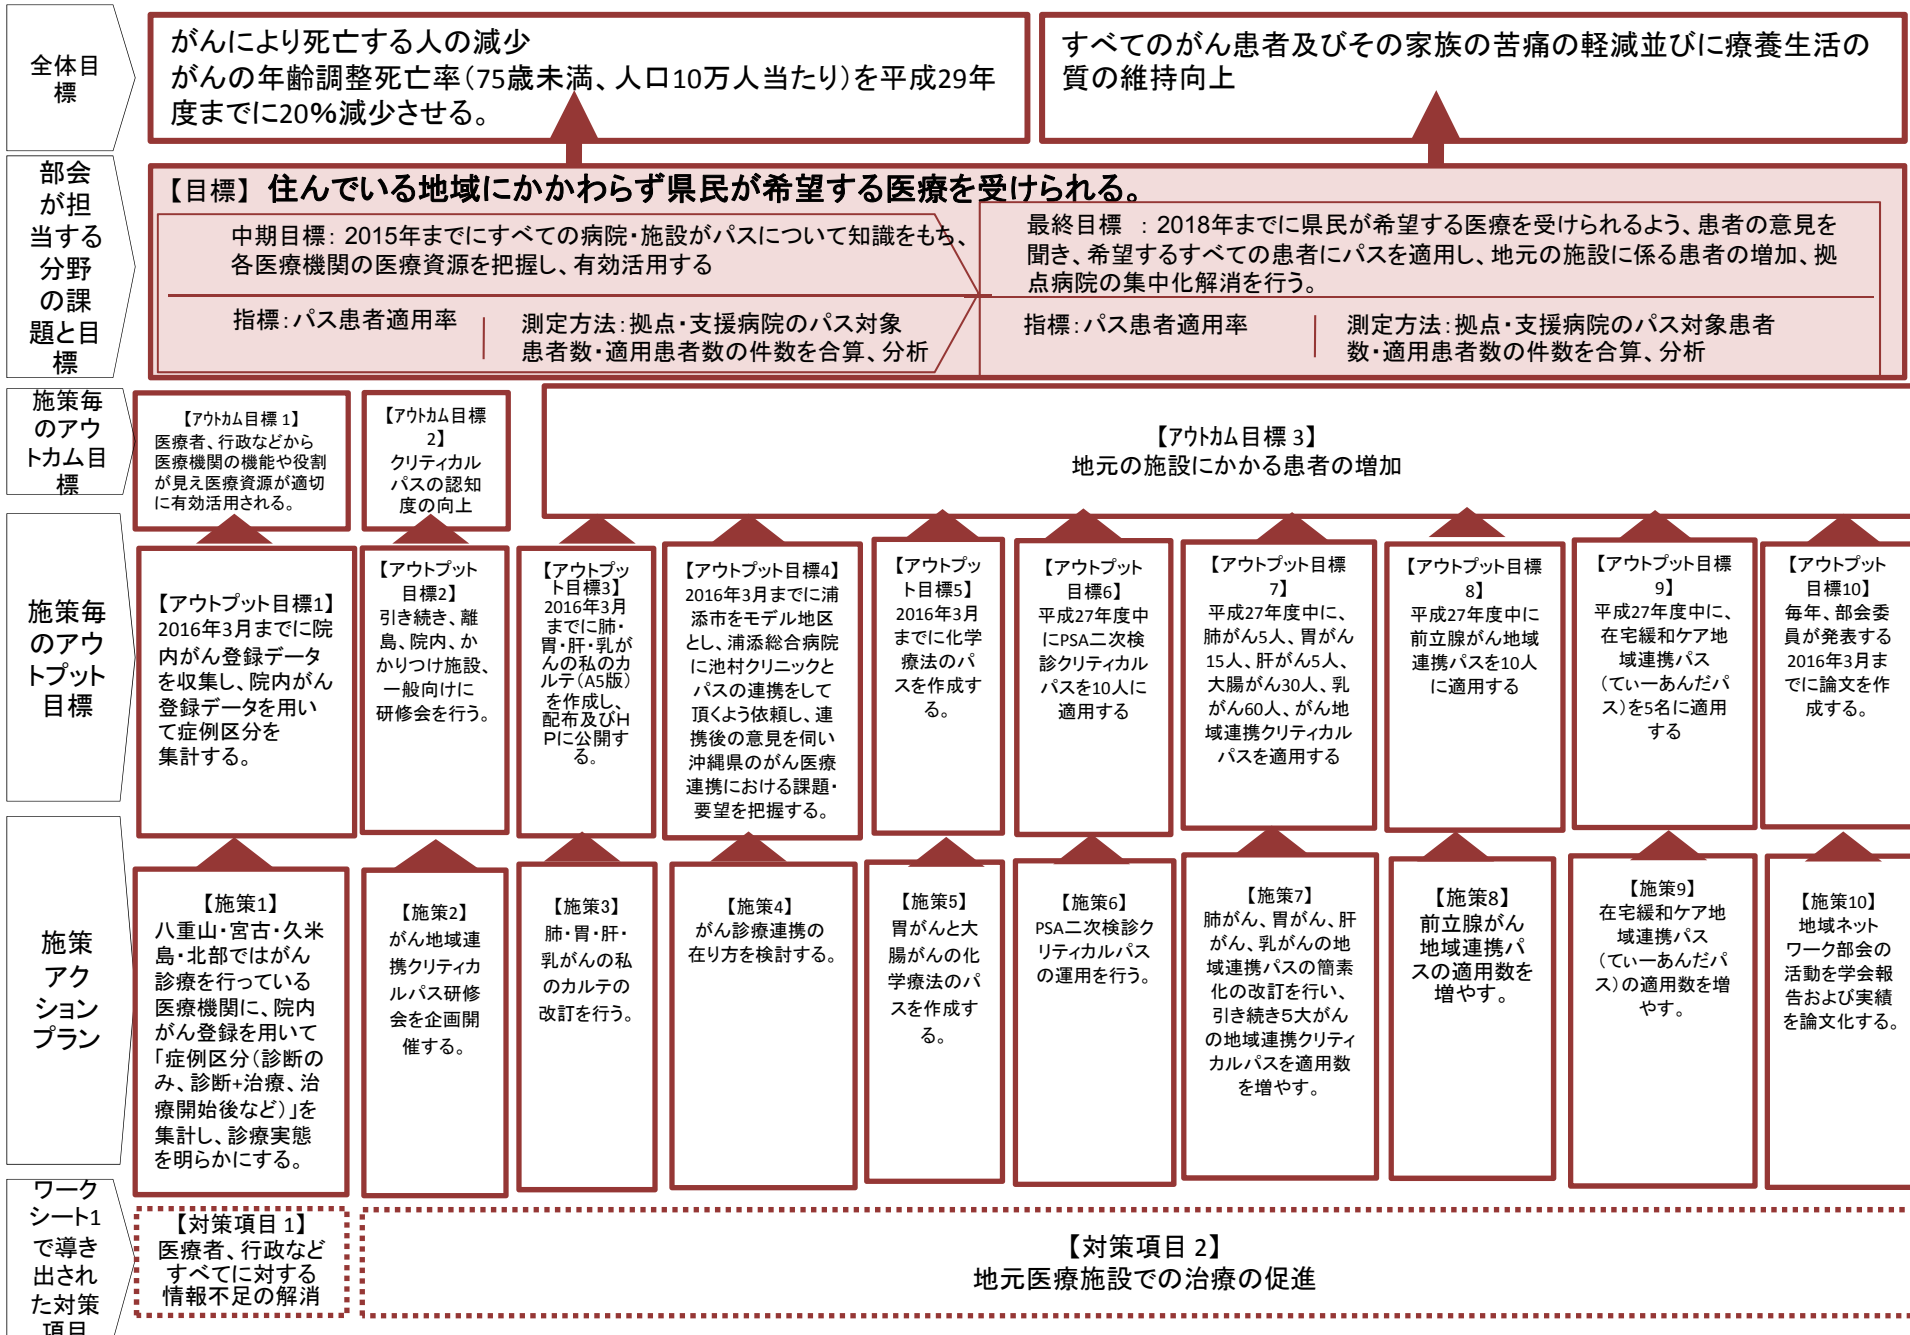 全体目
標
がんにより死亡する人の減少
がんの年齢調整死亡率(75歳未満、人口10万人当たり)を平成29年
度までに20%減少させる。
すべてのがん患者及びその家族の苦痛の軽減並びに療養生活の
質の維持向上
部会
が担
当する
分野
の課
題と目
標
【目標】 住んでいる地域にかかわらず県民が希望する医療を受けられる。
中期目標: 2015年までにすべての病院・施設がパスについて知識をもち、
各医療機関の医療資源を把握し、有効活用する
指標:パス患者適用率
測定方法:拠点・支援病院のパス対象
患者数・適用患者数の件数を合算、分析
最終目標 :2018年までに県民が希望する医療を受けられるよう、患者の意見を
聞き、希望するすべての患者にパスを適用し、地元の施設に係る患者の増加、拠
点病院の集中化解消を行う。
指標:パス患者適用率
測定方法:拠点・支援病院のパス対象患者
数・適用患者数の件数を合算、分析
施策毎
のアウ
トカム目
標
【アウトカム目標 1】
医療者、行政などから
医療機関の機能や役割
が見え医療資源が適切
に有効活用される。
【アウトカム目標
2】
クリティカル
パスの認知
度の向上
【アウトカム目標 3】
地元の施設にかかる患者の増加
施策毎
のアウ
トプット
目標
【アウトプット目標1】
2016年3月までに院
内がん登録データ
を収集し、院内がん
登録データを用い
て症例区分を
集計する。
【アウトプット
目標2】
引き続き、離
島、院内、か
かりつけ施設、
一般向けに
研修会を行う。
【アウトプッ
ト目標3】
2016年3月
までに肺・
胃・肝・乳が
んの私のカ
ルテ(A5版)
を作成し、
配布及びH
Pに公開す
る。
【アウトプット目標4】
2016年3月までに浦
添市をモデル地区
とし、浦添総合病院
に池村クリニックと
パスの連携をして
頂くよう依頼し、連
携後の意見を伺い
沖縄県のがん医療
連携における課題・
要望を把握する。
【アウトプッ
ト目標5】
2016年3月
までに化学
療法のパ
スを作成す
る。
【アウトプット
目標6】
平成27年度中
にPSA二次検
診クリティカル
パスを10人に
適用する
【アウトプット目標
7】
平成27年度中に、
肺がん5人、胃がん
15人、肝がん5人、
大腸がん30人、乳
がん60人、がん地
域連携クリティカル
パスを適用する
【アウトプット目標
8】
平成27年度中に
前立腺がん地域
連携パスを10人
に適用する
【アウトプット目標
9】
平成27年度中に、
在宅緩和ケア地
域連携パス
(てぃーあんだパ
ス)を5名に適用
する
【アウトプット
目標10】
毎年、部会委
員が発表する
2016年3月ま
でに論文を作
成する。
施策
アク
ション
プラン
【施策1】
八重山・宮古・久米
島・北部ではがん
診療を行っている
医療機関に、院内
がん登録を用いて
「症例区分(診断の
み、診断+治療、治
療開始後など)」を
集計し、診療実態
を明らかにする。
【施策2】
がん地域連
携クリティカ
ルパス研修
会を企画開
催する。
【施策3】
肺・胃・肝・
乳がんの私
のカルテの
改訂を行う。
【施策4】
がん診療連携の
在り方を検討する。
【施策5】
胃がんと大
腸がんの化
学療法のパ
スを作成す
る。
【施策6】
PSA二次検診ク
リティカルパス
の運用を行う。
【施策7】
肺がん、胃がん、肝
がん、乳がんの地
域連携パスの簡素
化の改訂を行い、
引き続き5大がん
の地域連携クリティ
カルパスを適用数
を増やす。
【施策8】
前立腺がん
地域連携パ
スの適用数を
増やす。
【施策9】
在宅緩和ケア地
域連携パス
(てぃーあんだパ
ス)の適用数を増
やす。
【施策10】
地域ネット
ワーク部会の
活動を学会報
告および実績
を論文化する。
ワーク
シート1
で導き
出され
た対策
項目
【対策項目 1】
医療者、行政など
すべてに対する
情報不足の解消
【対策項目 2】
地元医療施設での治療の促進